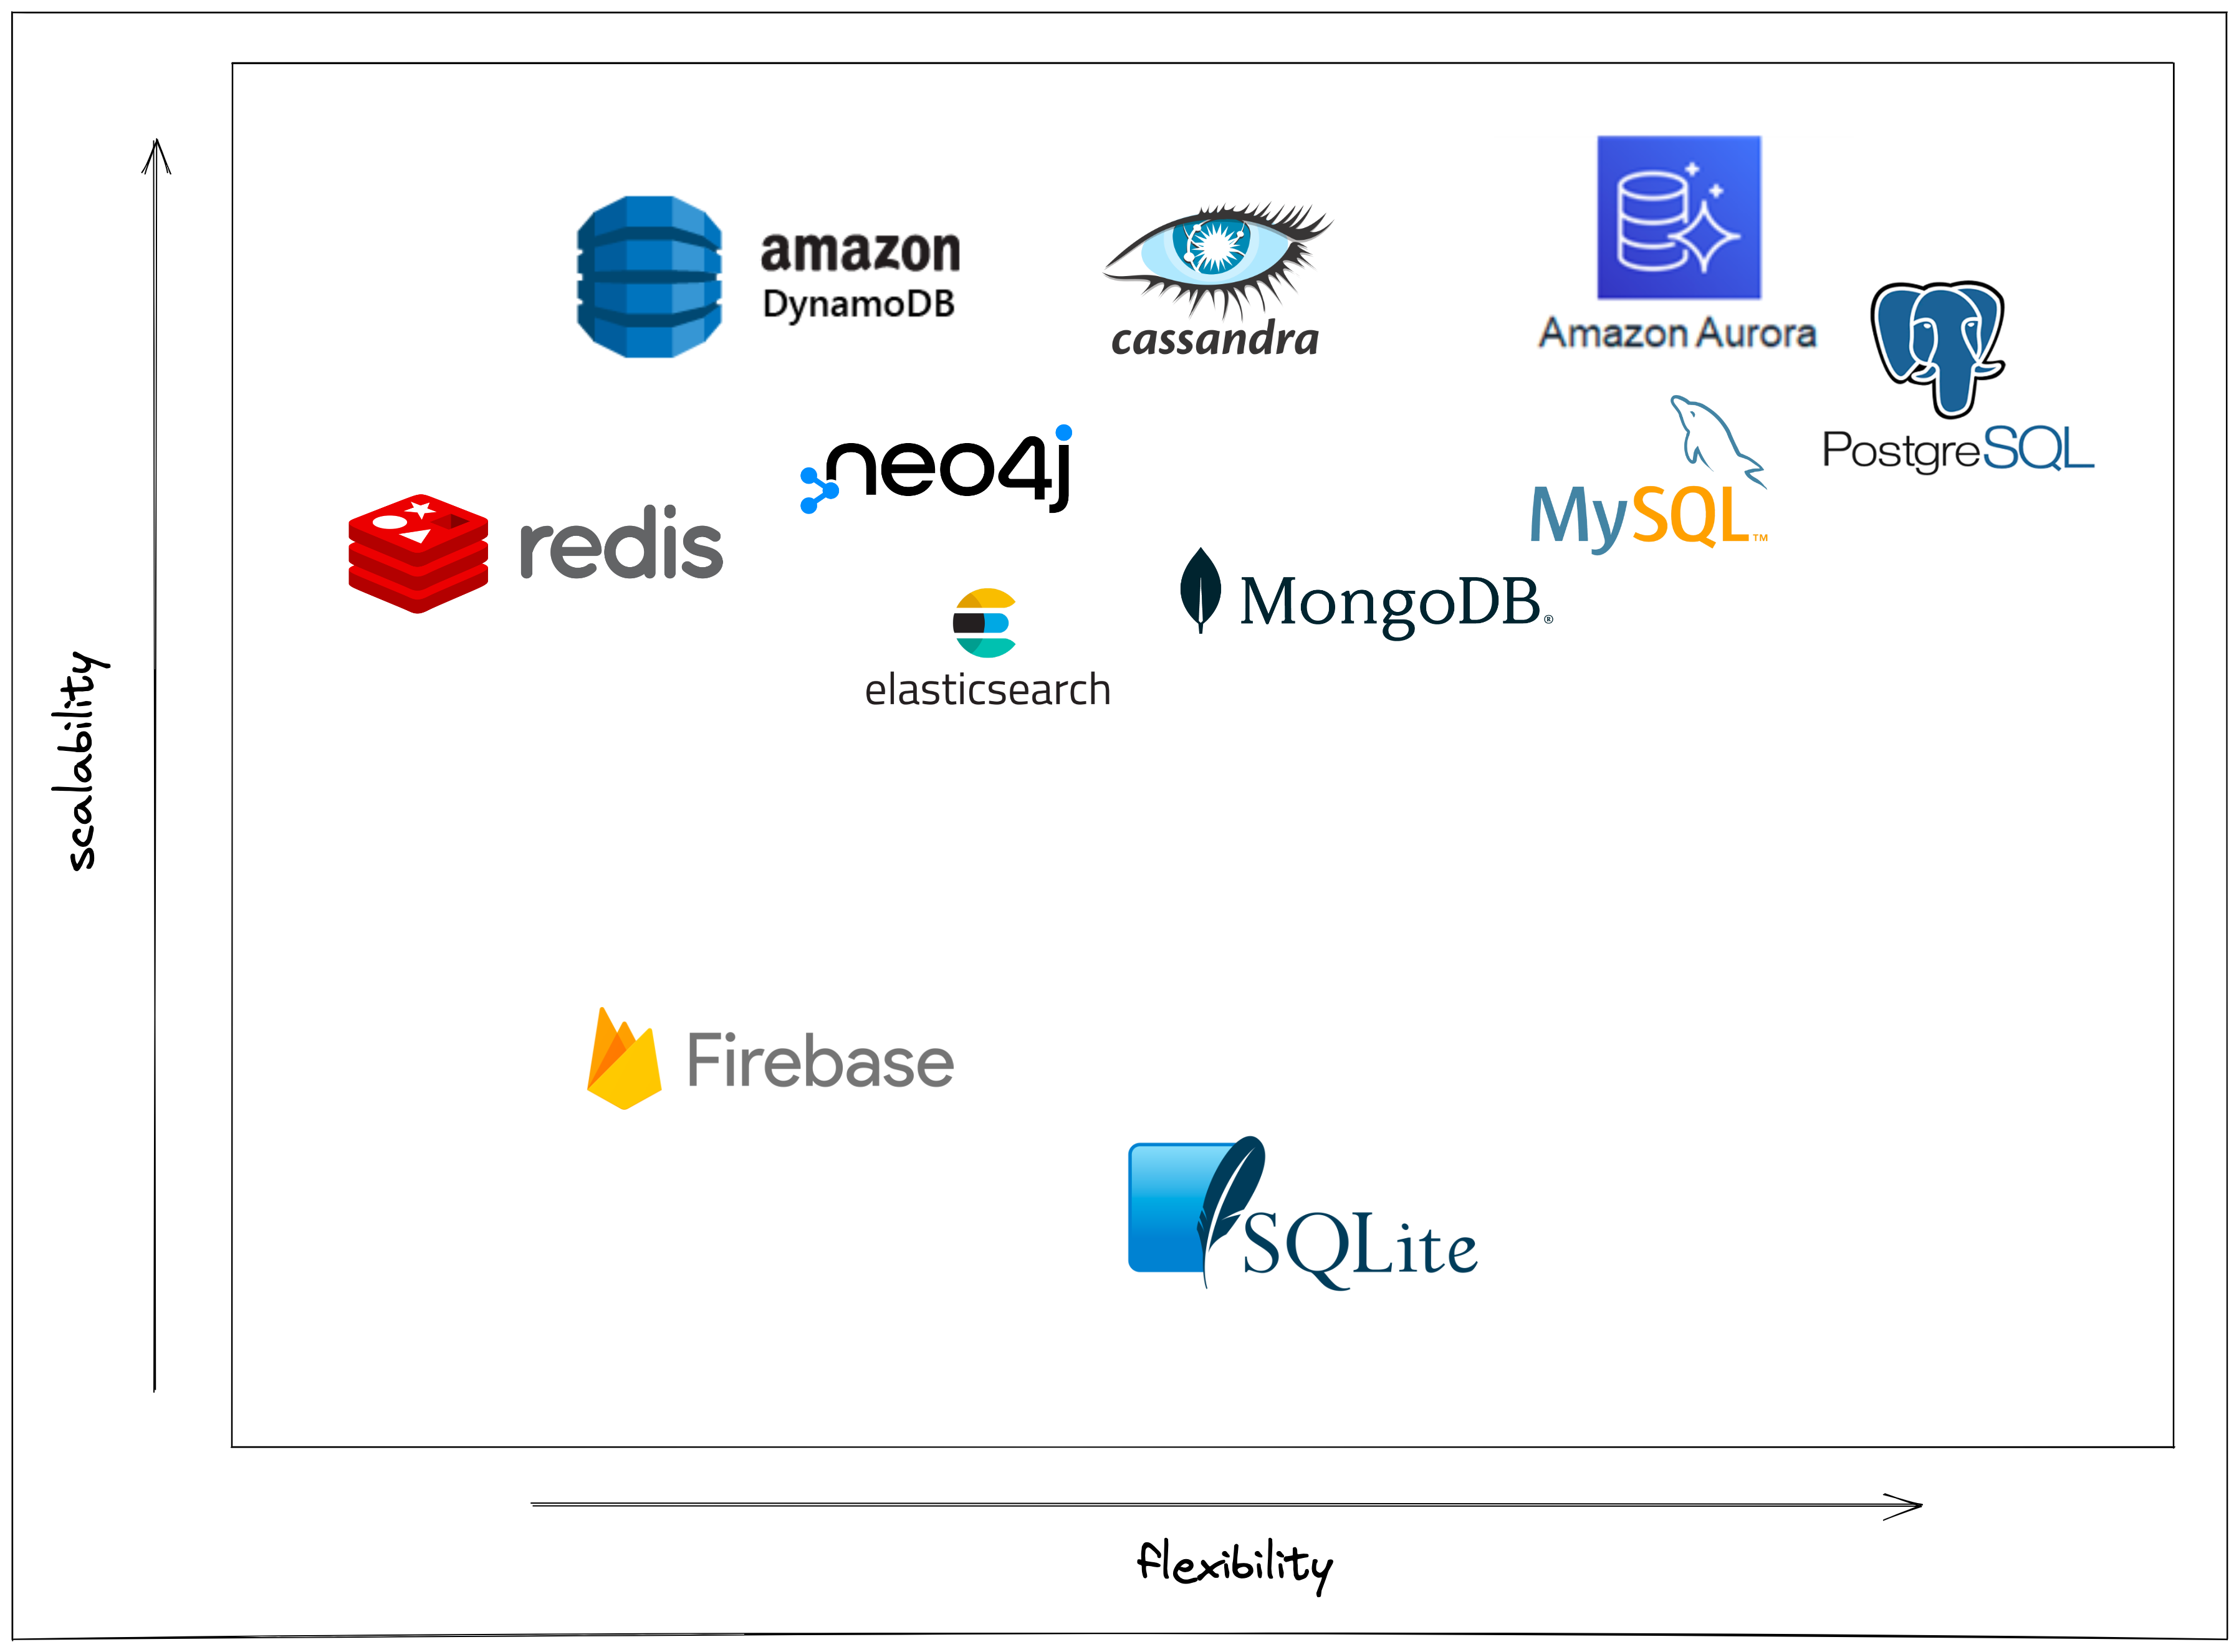 amazon
DynamoDB
cassandra
Amazon Aurora
PostgreSQL
neo4j
MySQL™
redis
MongoDB®
elasticsearch
scalability
Firebase
SQLite
flexibility